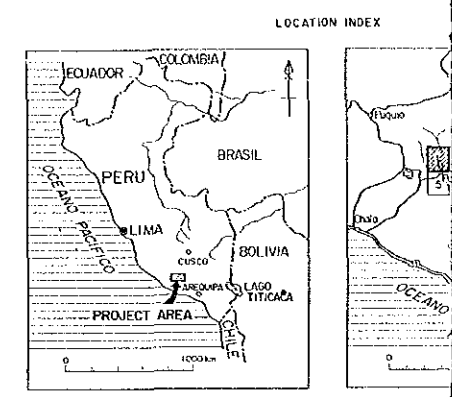 LOCATION INDEX
COLOMBIA
ECUADOR
BRASIL
PERU
OCEANO PACIFICO
LIMA
CUSCO
BOLIVIA
AREQUIPA
LAGO
TITICACA
PROJECT AREA
CHILE
0 1000 km
Puquio
5
Chala
OCEANO
0